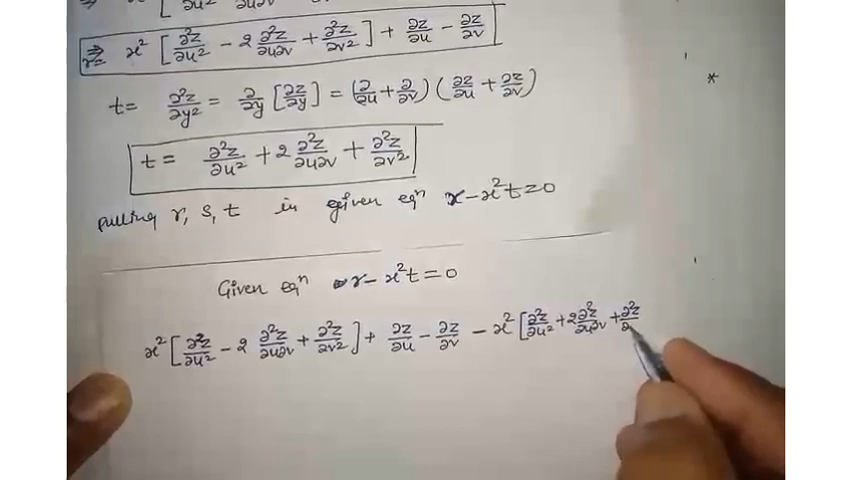 ⇒ x² [ ∂²z/∂u² - 2 ∂²z/∂u∂v + ∂²z/∂v² ] + ∂z/∂u - ∂z/∂v
t = ∂²z/∂y² = ∂/∂y [∂z/∂y] = (∂/∂u + ∂/∂v) (∂z/∂u + ∂z/∂v)
*
t = ∂²z/∂u² + 2 ∂²z/∂u∂v + ∂²z/∂v²
putting r, s, t in given eqⁿ r - x²t = 0
Given eqⁿ r - x²t = 0
x² [ ∂²z/∂u² - 2 ∂²z/∂u∂v + ∂²z/∂v² ] + ∂z/∂u - ∂z/∂v - x² [ ∂²z/∂u² + 2 ∂²z/∂u∂v + ∂²z/∂